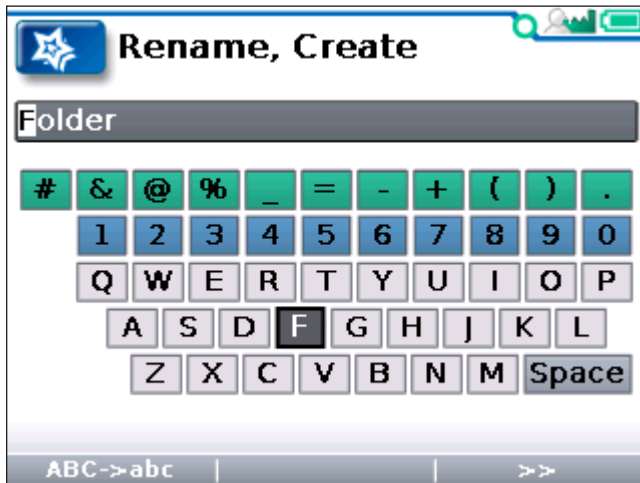 Rename, Create
Folder
# & @ % _ = - + ( ) .
1 2 3 4 5 6 7 8 9 0
Q W E R T Y U I O P
A S D F G H J K L
Z X C V B N M Space
ABC->abc | | >>